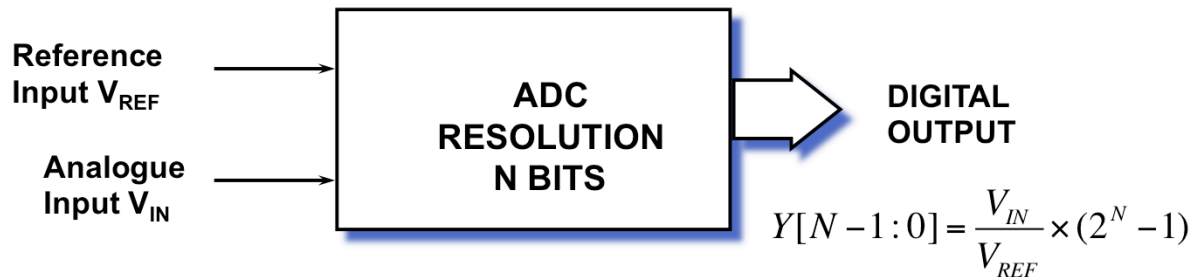 Reference
Input V_REF
Analogue
Input V_IN
ADC
RESOLUTION
N BITS
DIGITAL
OUTPUT
Y[N − 1 : 0] = V_IN / V_REF × (2^N − 1)